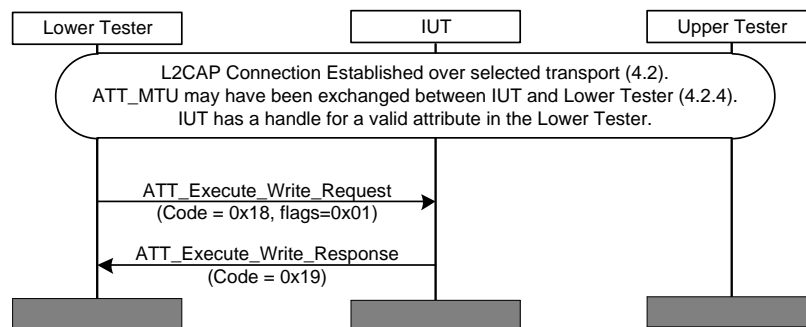 Lower Tester
IUT
Upper Tester
L2CAP Connection Established over selected transport (4.2).
ATT_MTU may have been exchanged between IUT and Lower Tester (4.2.4).
IUT has a handle for a valid attribute in the Lower Tester.
ATT_Execute_Write_Request
(Code = 0x18, flags=0x01)
ATT_Execute_Write_Response
(Code = 0x19)